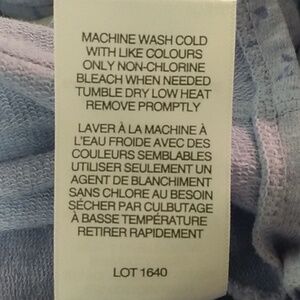 MACHINE WASH COLD
WITH LIKE COLOURS
ONLY NON-CHLORINE
BLEACH WHEN NEEDED
TUMBLE DRY LOW HEAT
REMOVE PROMPTLY
LAVER À LA MACHINE À
L'EAU FROIDE AVEC DES
COULEURS SEMBLABLES
UTILISER SEULEMENT UN
AGENT DE BLANCHIMENT
SANS CHLORE AU BESOIN
SÉCHER PAR CULBUTAGE
À BASSE TEMPÉRATURE
RETIRER RAPIDEMENT
LOT 1640